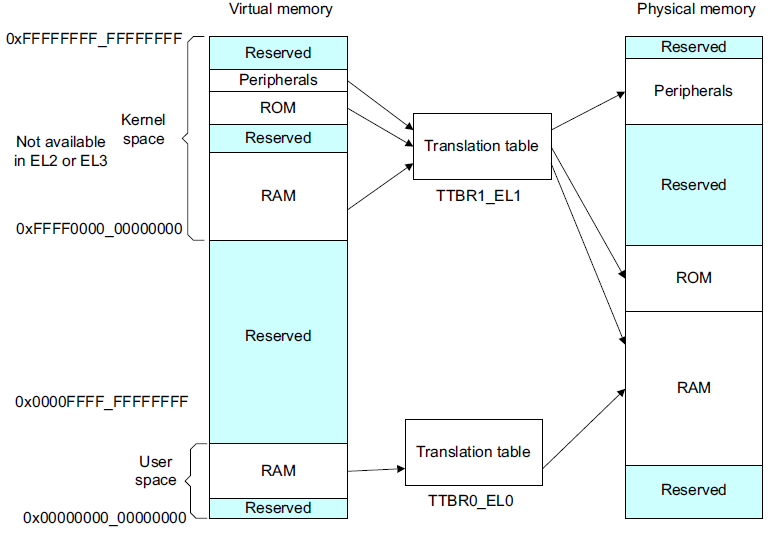 Virtual memory
Physical memory
0xFFFFFFFF_FFFFFFFF
Reserved
Peripherals
ROM
Reserved
RAM
Kernel
space
Not available
in EL2 or EL3
0xFFFF0000_00000000
Reserved
0x0000FFFF_FFFFFFFF
User
space
RAM
Reserved
0x00000000_00000000
Translation table
TTBR1_EL1
Translation table
TTBR0_EL0
Reserved
Peripherals
Reserved
ROM
RAM
Reserved